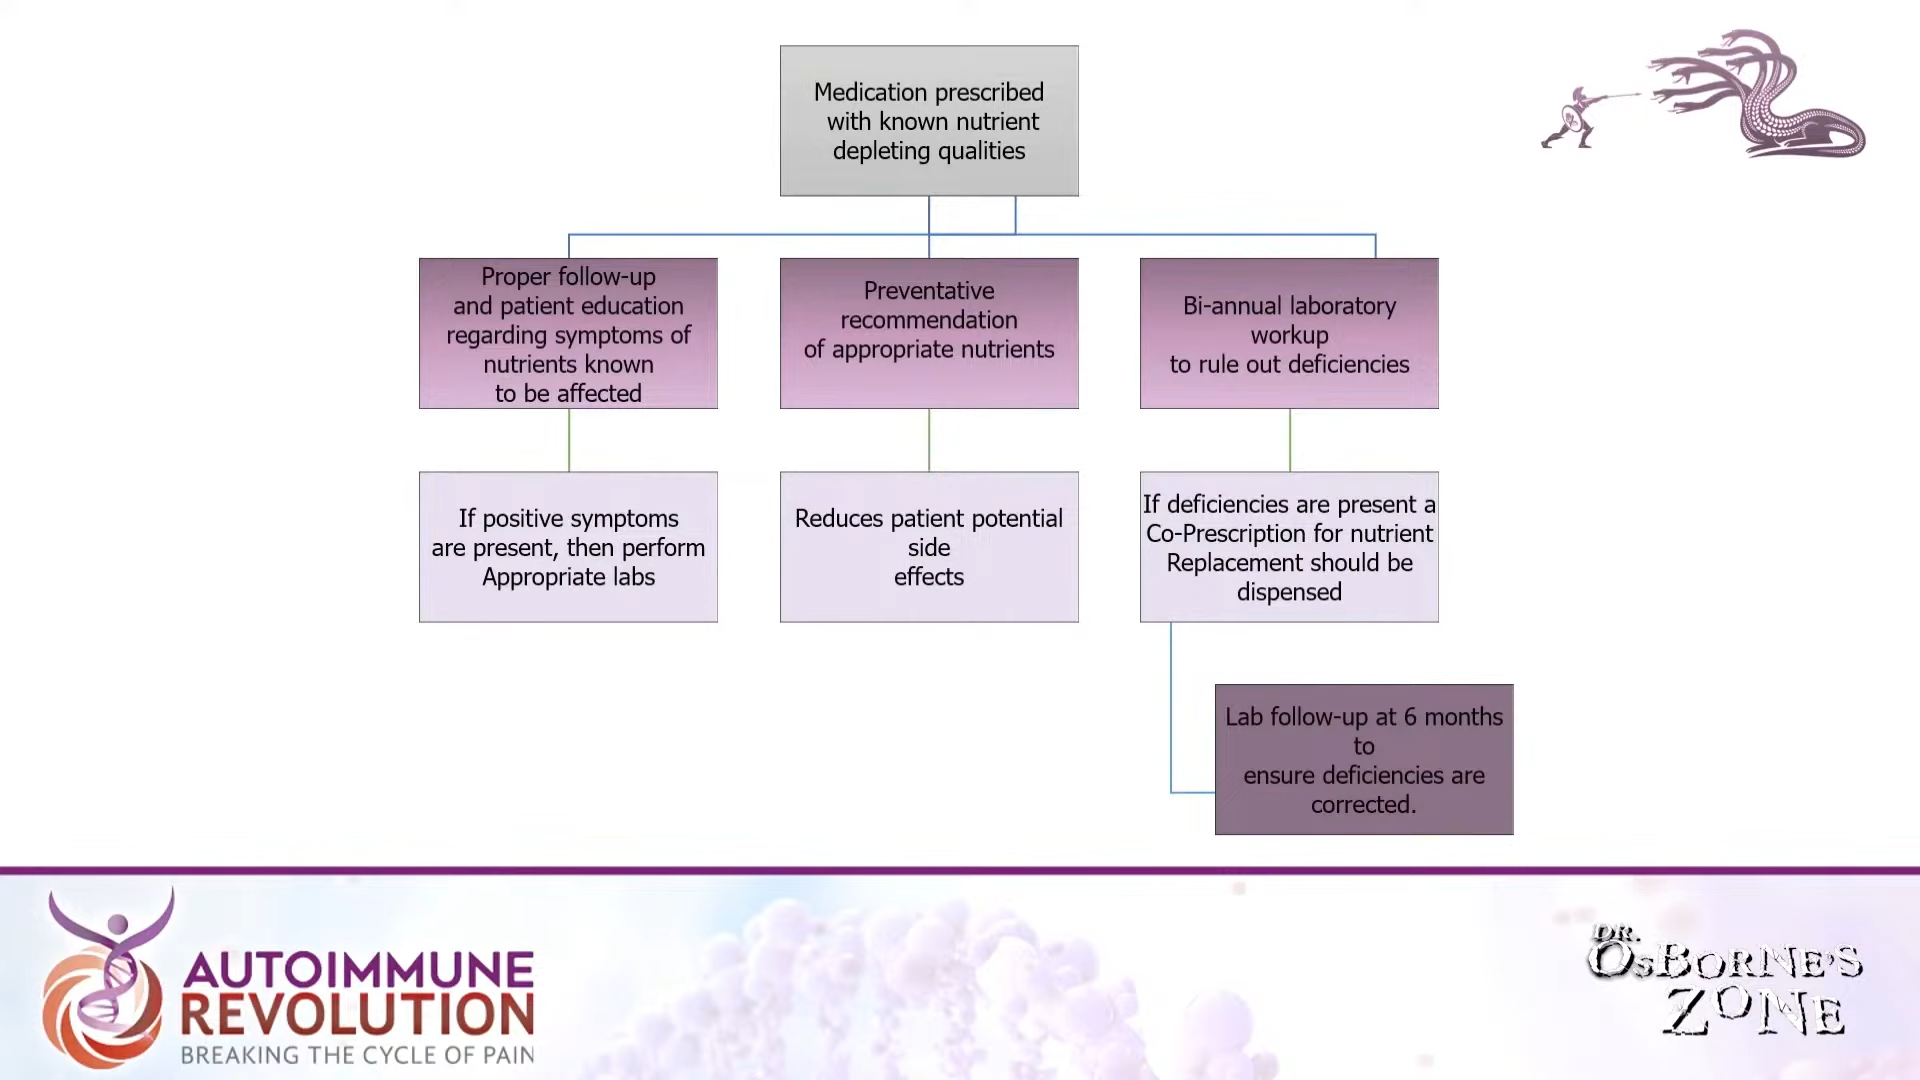 Medication prescribed
with known nutrient
depleting qualities
Proper follow-up
and patient education
regarding symptoms of
nutrients known
to be affected
Preventative
recommendation
of appropriate nutrients
Bi-annual laboratory
workup
to rule out deficiencies
If positive symptoms
are present, then perform
Appropriate labs
Reduces patient potential
side
effects
If deficiencies are present a
Co-Prescription for nutrient
Replacement should be
dispensed
Lab follow-up at 6 months
to
ensure deficiencies are
corrected.
AUTOIMMUNE
REVOLUTION
BREAKING THE CYCLE OF PAIN
DR.
OSBORNE'S
ZONE